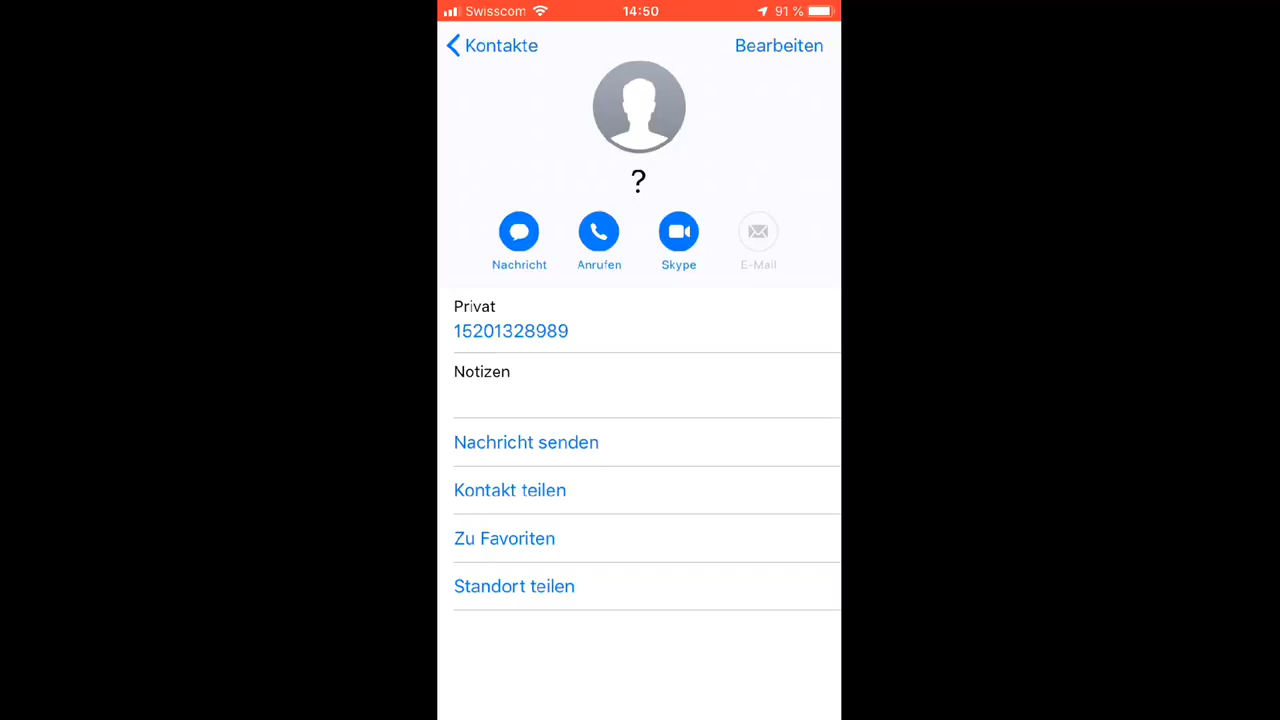 Swisscom 14:50 91 %
Kontakte Bearbeiten
?
Nachricht Anrufen Skype E-Mail
Privat
15201328989
Notizen
Nachricht senden
Kontakt teilen
Zu Favoriten
Standort teilen